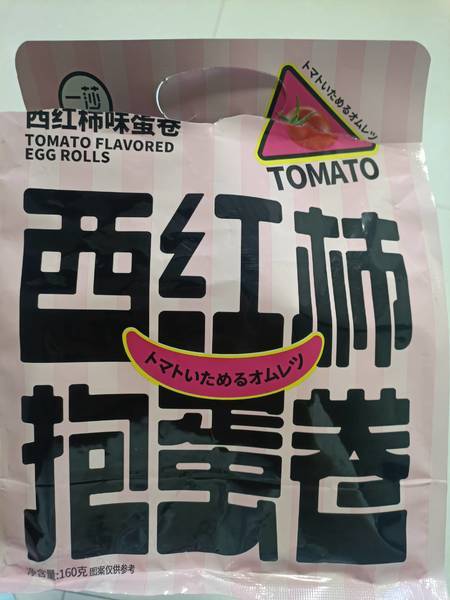 一莎
西红柿味蛋卷
TOMATO FLAVORED
EGG ROLLS
トマトいためるオムレツ
TOMATO
西红柿
トマトいためるオムレツ
抱蛋卷
净含量:160克 图案仅供参考